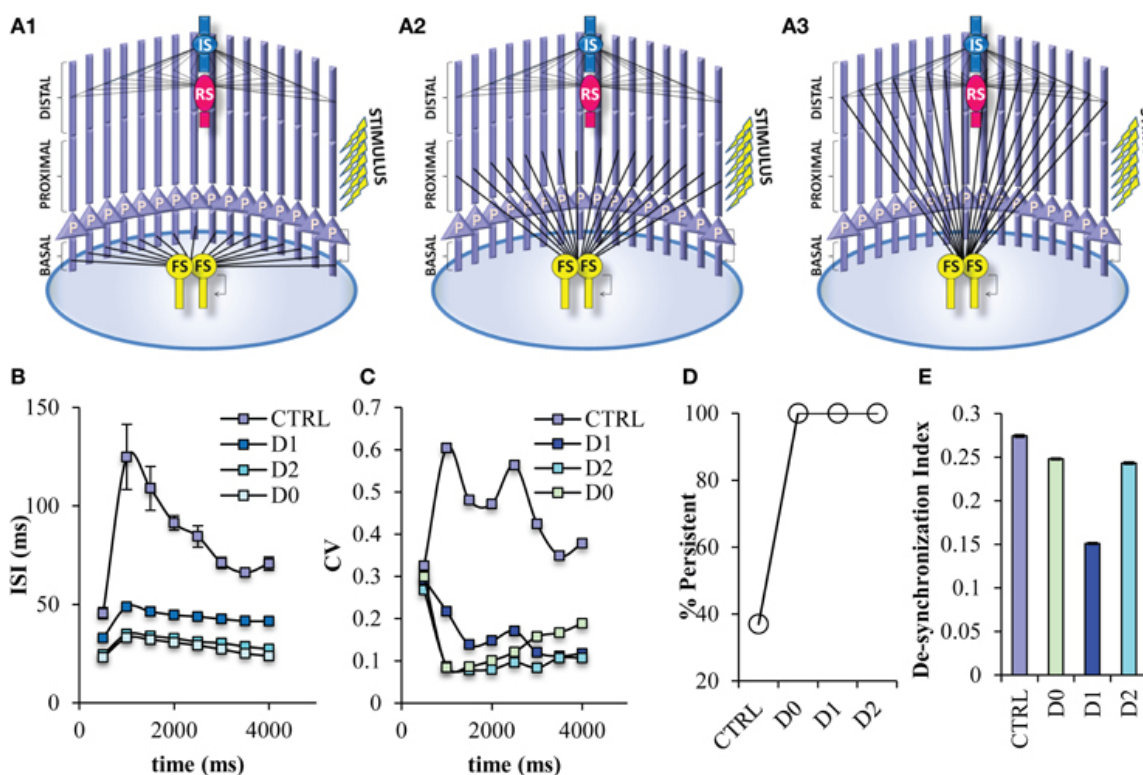 A1
A2
A3
IS
RS
DISTAL
PROXIMAL
BASAL
STIMULUS
P P P P P P P P P P P P P P P
FS FS
IS
RS
DISTAL
PROXIMAL
BASAL
STIMULUS
P P P P P P P P P P P P P P P
FS FS
IS
RS
DISTAL
PROXIMAL
BASAL
P P P P P P P P P P P P P P P
FS FS
B
ISI (ms)
150
100
50
0
0 2000 4000
time (ms)
CTRL
D1
D2
D0
C
CV
0.7
0.6
0.5
0.4
0.3
0.2
0.1
0
0 2000 4000
time (ms)
CTRL
D1
D2
D0
D
% Persistent
100
80
60
40
20
CTRL D0 D1 D2
E
De-synchronization Index
0.3
0.25
0.2
0.15
0.1
0.05
0
CTRL D0 D1 D2